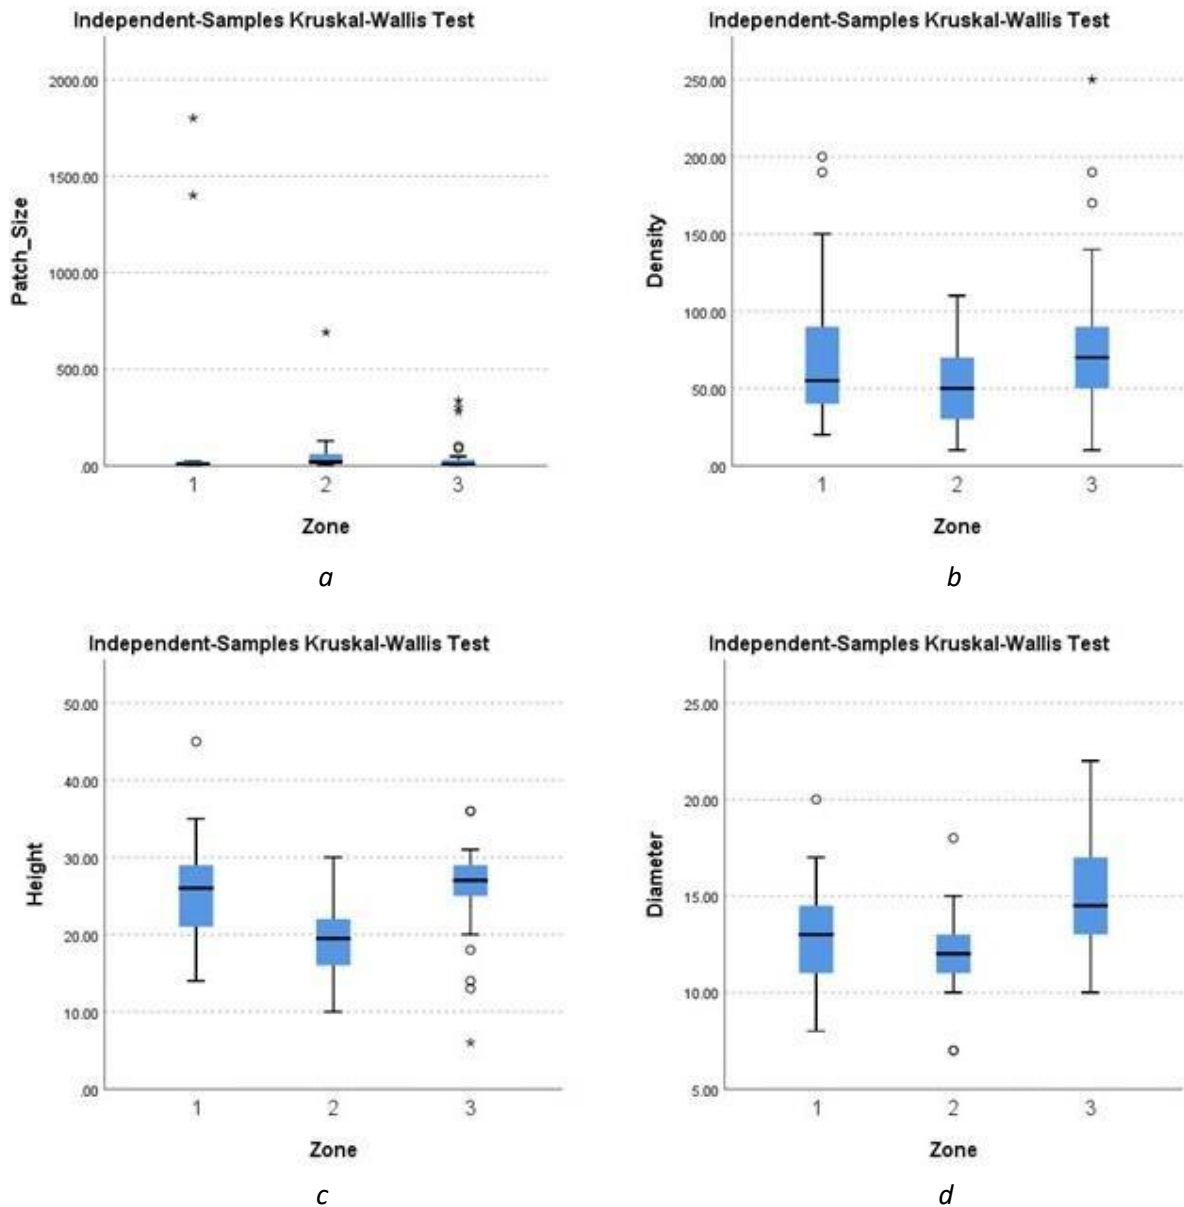 Independent-Samples Kruskal-Wallis Test
2000.00
1500.00
1000.00
500.00
.00
Patch_Size
1 2 3
Zone
a
Independent-Samples Kruskal-Wallis Test
250.00
200.00
150.00
100.00
50.00
.00
Density
1 2 3
Zone
b
Independent-Samples Kruskal-Wallis Test
50.00
40.00
30.00
20.00
10.00
.00
Height
1 2 3
Zone
c
Independent-Samples Kruskal-Wallis Test
25.00
20.00
15.00
10.00
5.00
Diameter
1 2 3
Zone
d